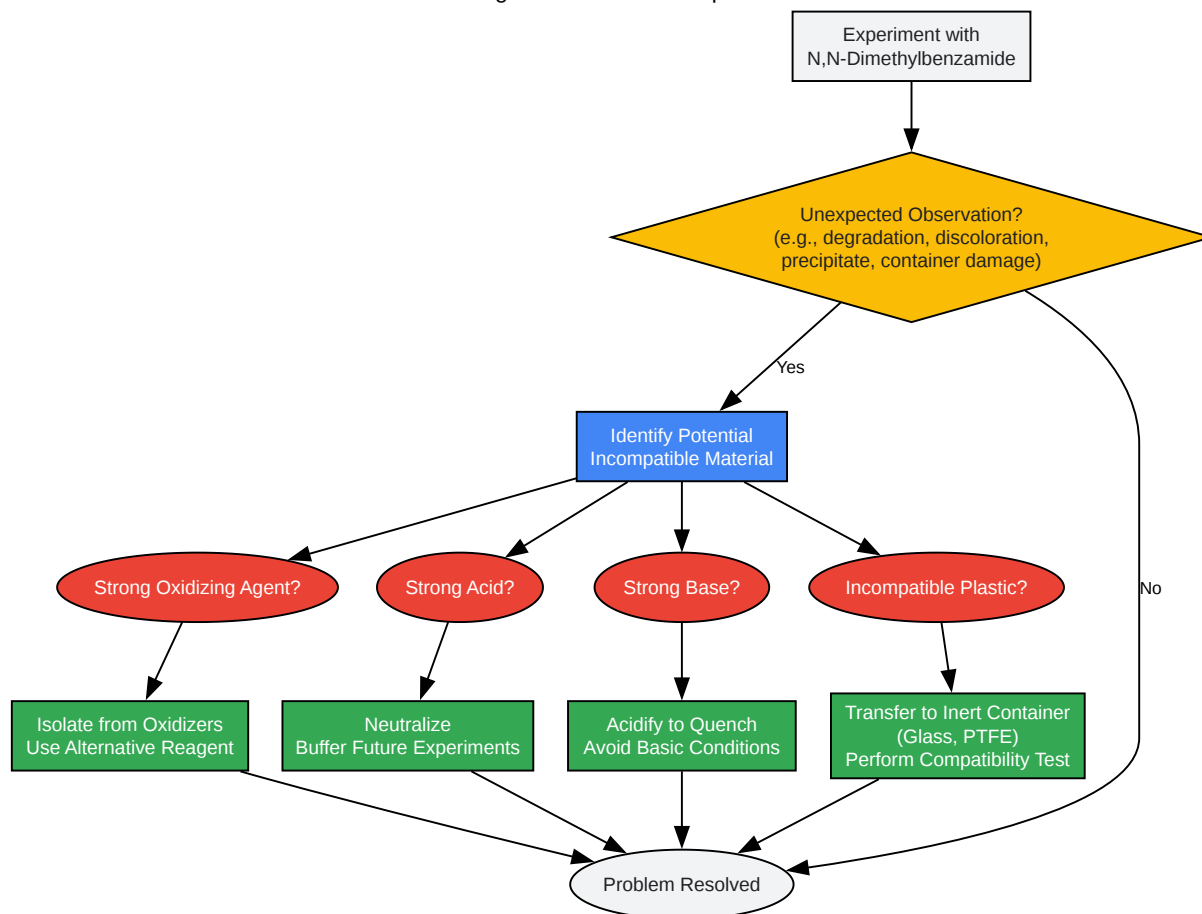 Experiment with
N,N-Dimethylbenzamide
Unexpected Observation?
(e.g., degradation, discoloration,
precipitate, container damage)
Yes
No
Identify Potential
Incompatible Material
Strong Oxidizing Agent?
Strong Acid?
Strong Base?
Incompatible Plastic?
Isolate from Oxidizers
Use Alternative Reagent
Neutralize
Buffer Future Experiments
Acidify to Quench
Avoid Basic Conditions
Transfer to Inert Container
(Glass, PTFE)
Perform Compatibility Test
Problem Resolved